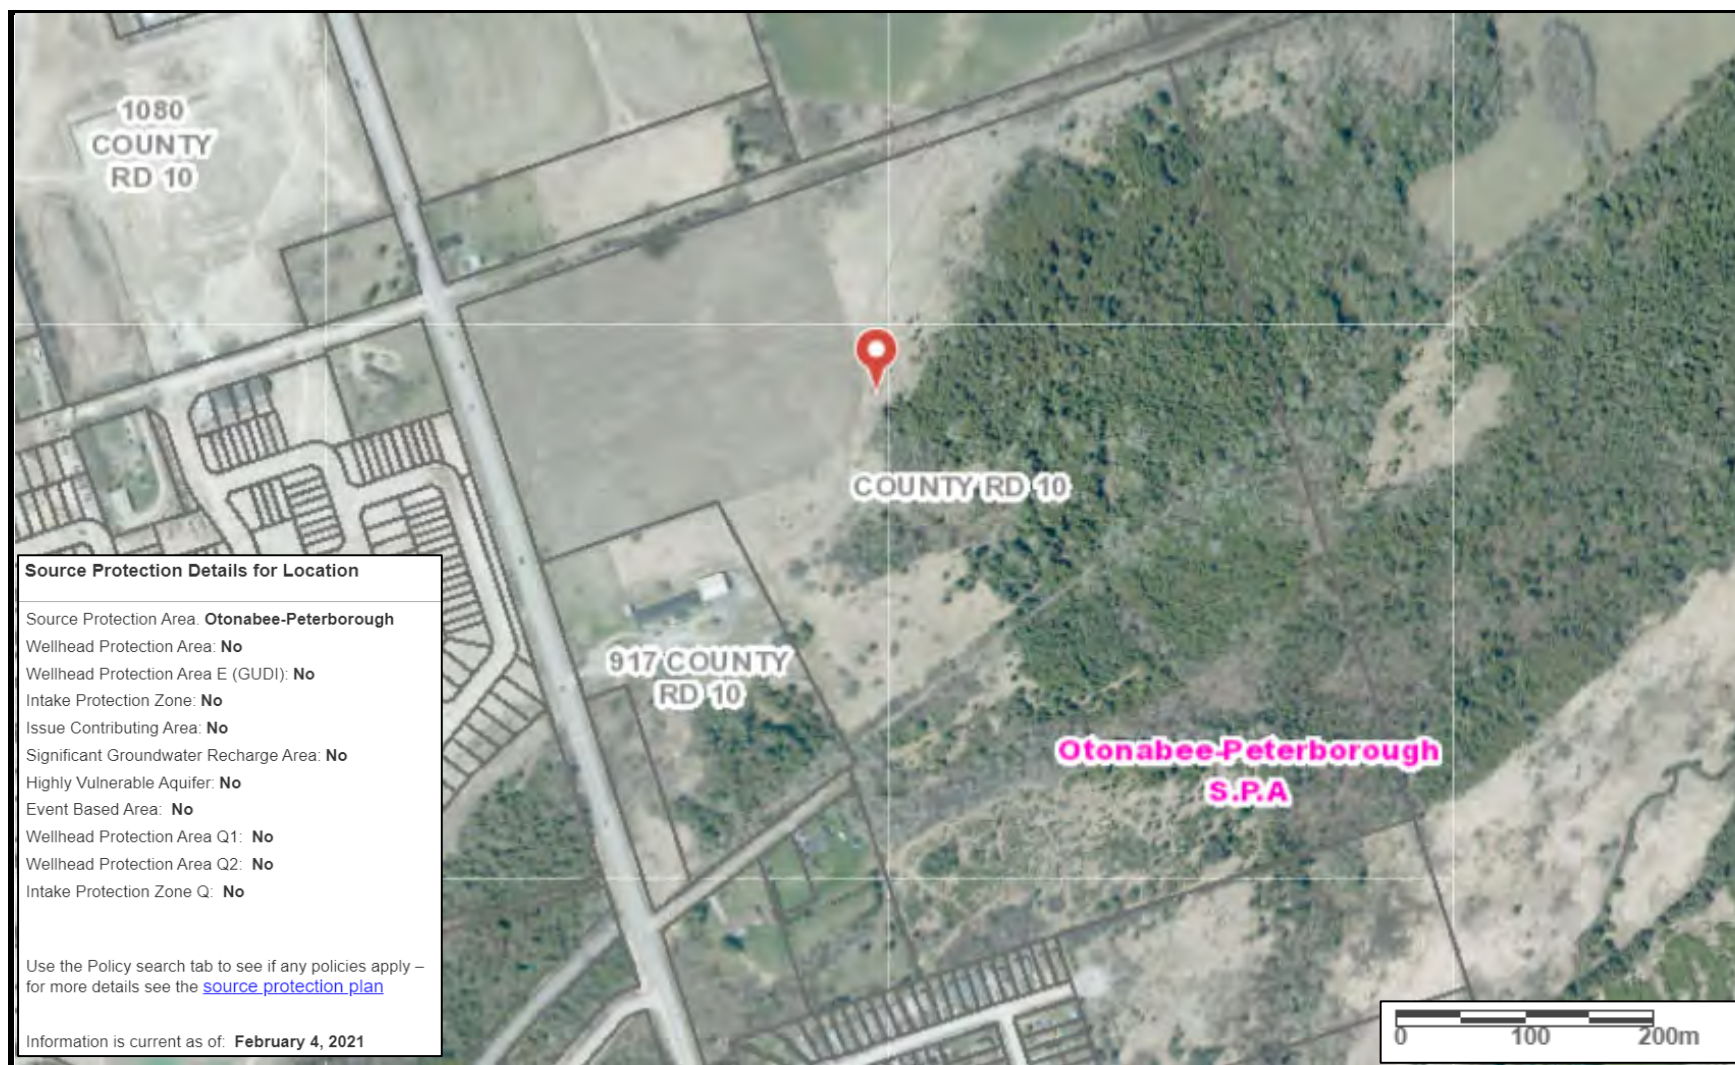 1080
COUNTY
RD 10
COUNTY RD 10
917 COUNTY
RD 10
Otonabee-Peterborough
S.P.A
Source Protection Details for Location
Source Protection Area. Otonabee-Peterborough
Wellhead Protection Area: No
Wellhead Protection Area E (GUDI): No
Intake Protection Zone: No
Issue Contributing Area: No
Significant Groundwater Recharge Area: No
Highly Vulnerable Aquifer: No
Event Based Area: No
Wellhead Protection Area Q1: No
Wellhead Protection Area Q2: No
Intake Protection Zone Q: No
Use the Policy search tab to see if any policies apply –
for more details see the source protection plan
Information is current as of: February 4, 2021
0 100 200m